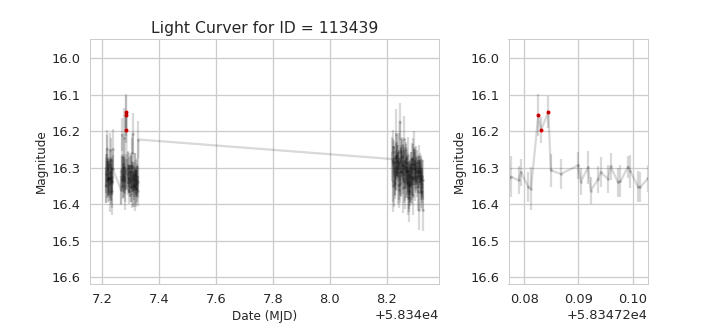 Light Curver for ID = 113439
Magnitude
16.0
16.1
16.2
16.3
16.4
16.5
16.6
7.2 7.4 7.6 7.8 8.0 8.2
Date (MJD)
+5.834e4
Magnitude
16.0
16.1
16.2
16.3
16.4
16.5
16.6
0.08 0.09 0.10
+5.83472e4